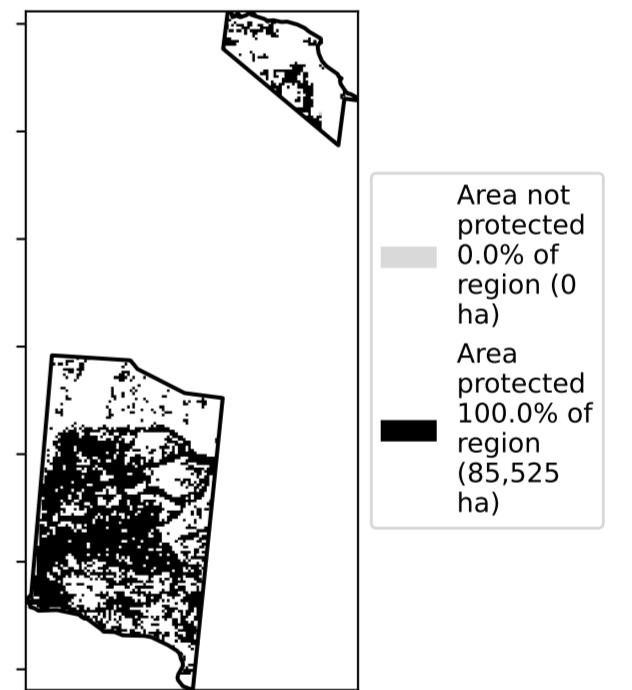 Area not
protected
0.0% of
region (0
ha)
Area
protected
100.0% of
region
(85,525
ha)